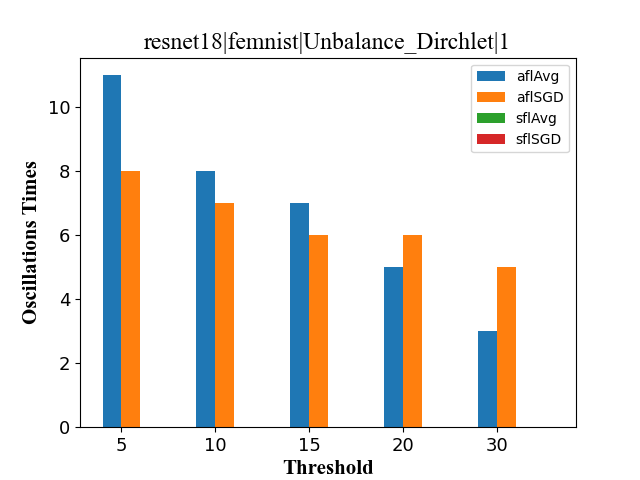 resnet18|femnist|Unbalance_Dirchlet|1
aflAvg
aflSGD
sflAvg
sflSGD
Oscillations Times
10
8
6
4
2
0
5 10 15 20 30
Threshold